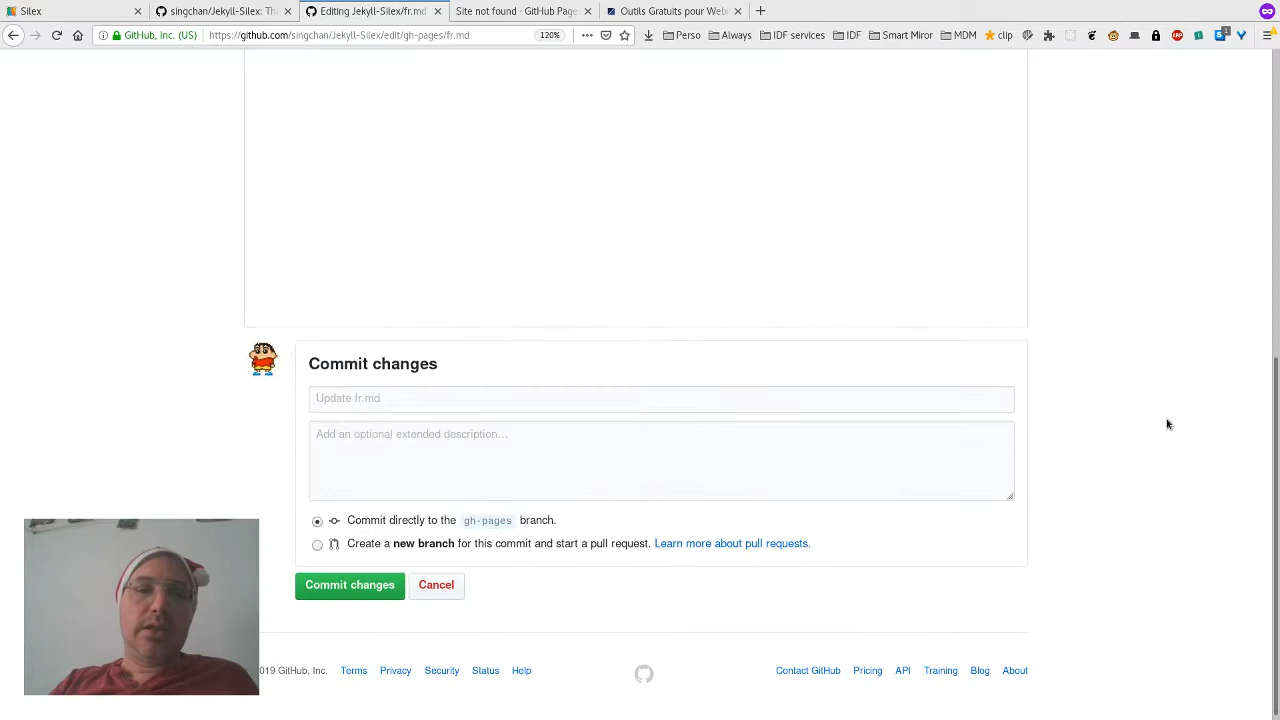 Silex
singchan/Jekyll-Silex: Th
Editing Jekyll-Silex/fr.md
Site not found · GitHub Page
Outils Gratuits pour Webm
GitHub, Inc. (US)
https://github.com/singchan/Jekyll-Silex/edit/gh-pages/fr.md
120%
Perso
Always
IDF services
IDF
Smart Miror
MDM
clip
Commit changes
Update fr.md
Add an optional extended description…
Commit directly to the gh-pages branch.
Create a new branch for this commit and start a pull request. Learn more about pull requests.
Commit changes
Cancel
019 GitHub, Inc.
Terms
Privacy
Security
Status
Help
Contact GitHub
Pricing
API
Training
Blog
About